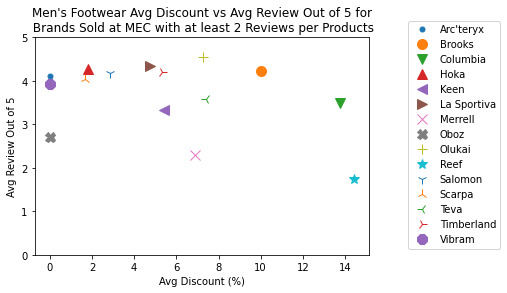 Men's Footwear Avg Discount vs Avg Review Out of 5 for
Brands Sold at MEC with at least 2 Reviews per Products
Avg Review Out of 5
5
4
3
2
1
0
0 2 4 6 8 10 12 14
Avg Discount (%)
Arc'teryx
Brooks
Columbia
Hoka
Keen
La Sportiva
Merrell
Oboz
Olukai
Reef
Salomon
Scarpa
Teva
Timberland
Vibram